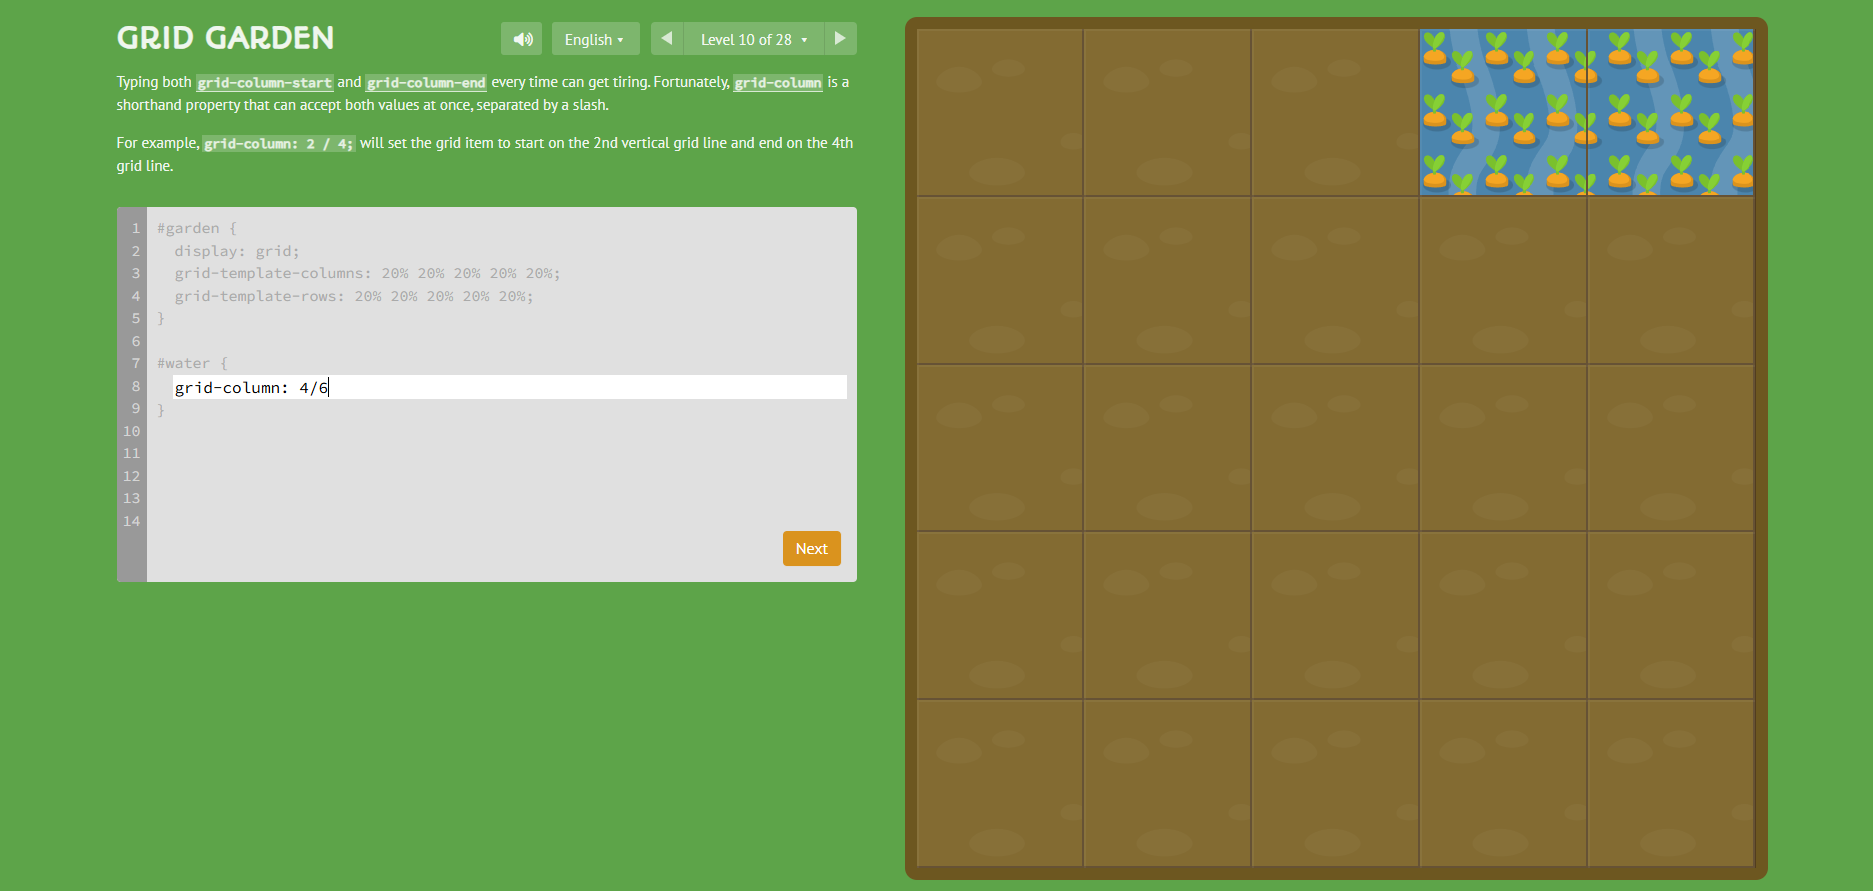 GRID GARDEN
English
Level 10 of 28
Typing both grid-column-start and grid-column-end every time can get tiring. Fortunately, grid-column is a
shorthand property that can accept both values at once, separated by a slash.
For example, grid-column: 2 / 4; will set the grid item to start on the 2nd vertical grid line and end on the 4th
grid line.
1 #garden {
2 display: grid;
3 grid-template-columns: 20% 20% 20% 20% 20%;
4 grid-template-rows: 20% 20% 20% 20% 20%;
5 }
6
7 #water {
8 grid-column: 4/6
9 }
10
11
12
13
14
Next